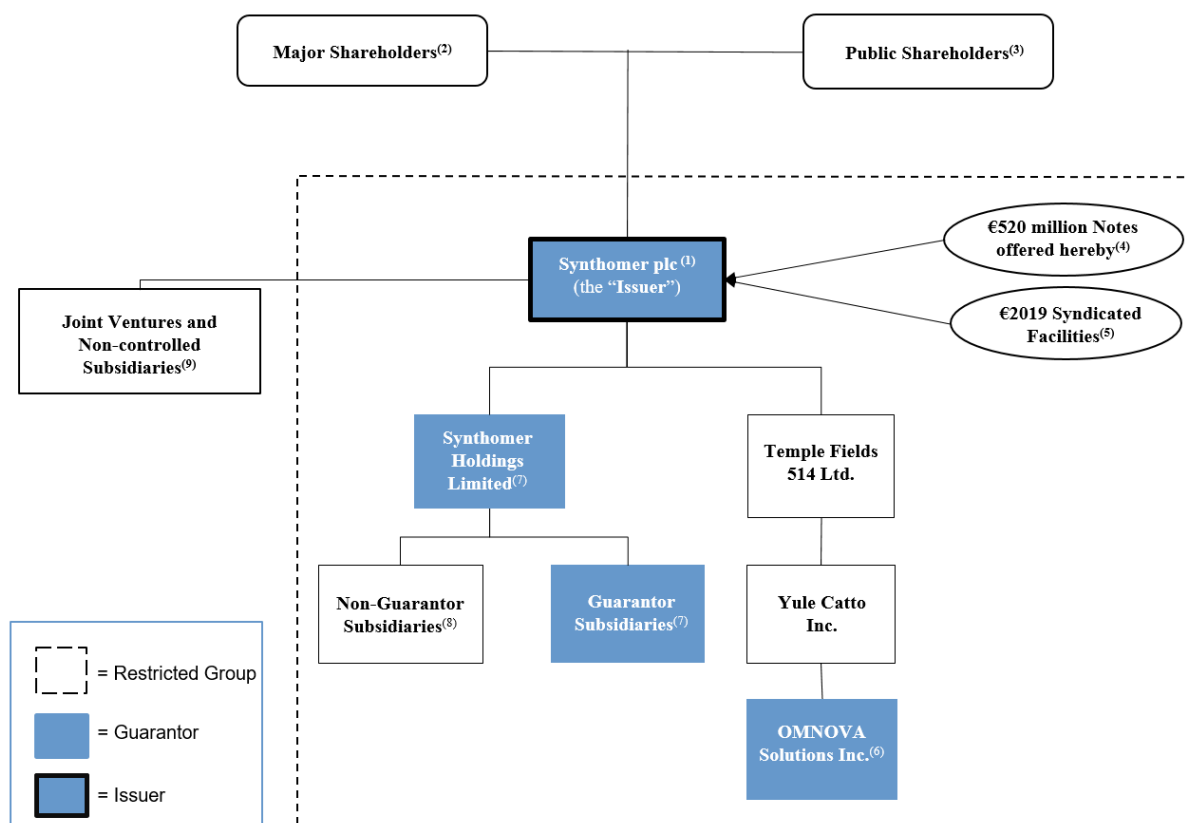 Major Shareholders(2)
Public Shareholders(3)
€520 million Notes
offered hereby(4)
Synthomer plc (1)
(the “Issuer”)
€2019 Syndicated
Facilities(5)
Joint Ventures and
Non-controlled
Subsidiaries(9)
Synthomer
Holdings
Limited(7)
Temple Fields
514 Ltd.
Non-Guarantor
Subsidiaries(8)
Guarantor
Subsidiaries(7)
Yule Catto
Inc.
OMNOVA
Solutions Inc.(6)
= Restricted Group
= Guarantor
= Issuer